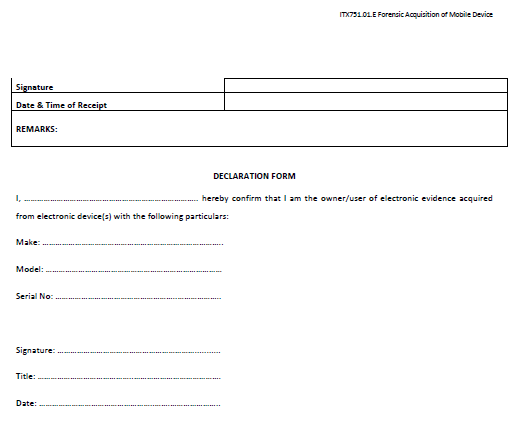 ITX751.01.E Forensic Acquisition of Mobile Device
Signature
Date & Time of Receipt
REMARKS:
DECLARATION FORM
I, .......................................................... hereby confirm that I am the owner/user of electronic evidence acquired
from electronic device(s) with the following particulars:
Make: ............................................................
Model: ...........................................................
Serial No: .......................................................
Signature: .......................................................
Title: .............................................................
Date: .............................................................